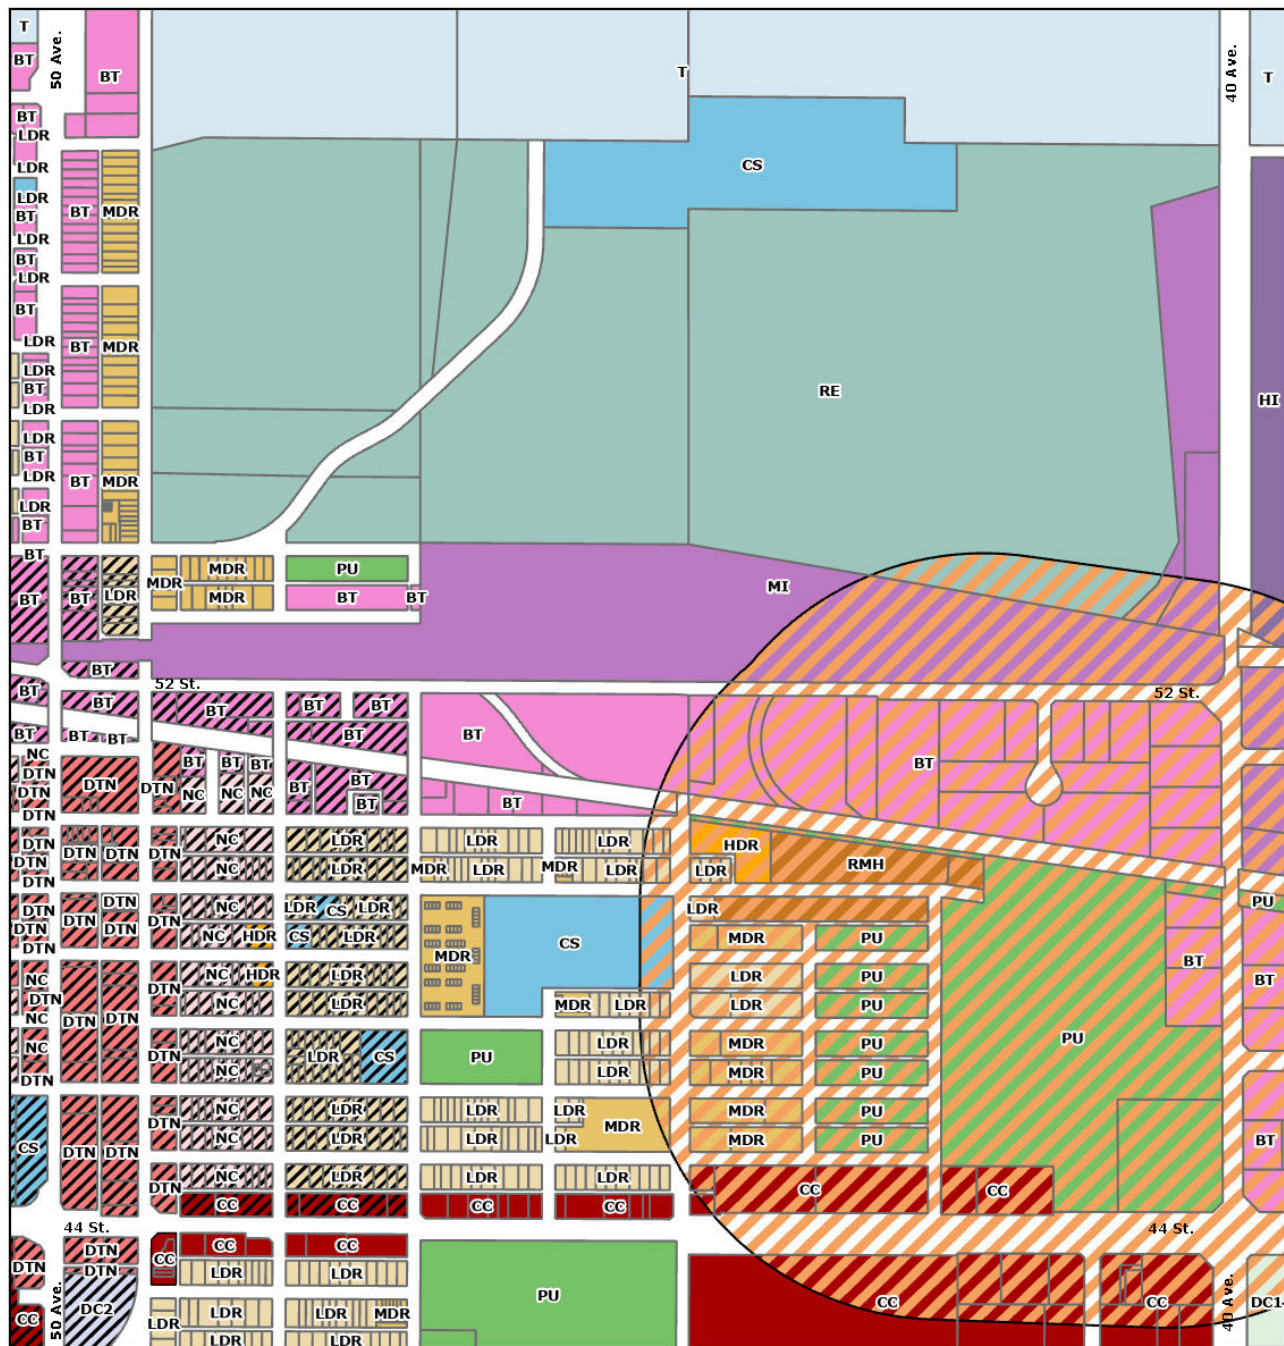 T
50 Ave.
BT
BT
T
40 Ave.
T
BT
LDR
LDR
CS
LDR
BT
BT
MDR
LDR
BT
LDR
BT
LDR
BT
MDR
LDR
BT
LDR
RE
HI
LDR
BT
LDR
BT
MDR
LDR
BT
BT
BT
BT
LDR
MDR
MDR
PU
MDR
BT
BT
MI
BT
52 St.
52 St.
BT
BT
BT
BT
BT
BT
BT
BT
BT
BT
BT
NC
DTN
DTN
DTN
DTN
DTN
BT
NC
BT
NC
BT
NC
BT
BT
BT
BT
BT
DTN
DTN
DTN
DTN
DTN
DTN
NC
NC
LDR
LDR
LDR
MDR
LDR
LDR
MDR
LDR
HDR
LDR
RMH
DTN
DTN
DTN
DTN
DTN
DTN
DTN
NC
LDR
CS
LDR
NC
HDR
CS
LDR
MDR
CS
LDR
MDR
PU
PU
BT
BT
NC
DTN
NC
NC
DTN
DTN
DTN
DTN
NC
HDR
NC
LDR
LDR
MDR
LDR
LDR
LDR
PU
PU
DTN
NC
NC
LDR
CS
PU
LDR
LDR
MDR
MDR
PU
PU
PU
CS
DTN
DTN
DTN
NC
NC
LDR
LDR
LDR
LDR
LDR
LDR
MDR
MDR
MDR
PU
PU
BT
DTN
NC
CC
LDR
CC
LDR
CC
LDR
CC
CC
CC
44 St.
44 St.
DTN
DTN
DTN
CC
CC
LDR
CC
LDR
50 Ave.
DC2
CC
LDR
LDR
LDR
LDR
MDR
LDR
PU
CC
CC
40 Ave.
DC1-